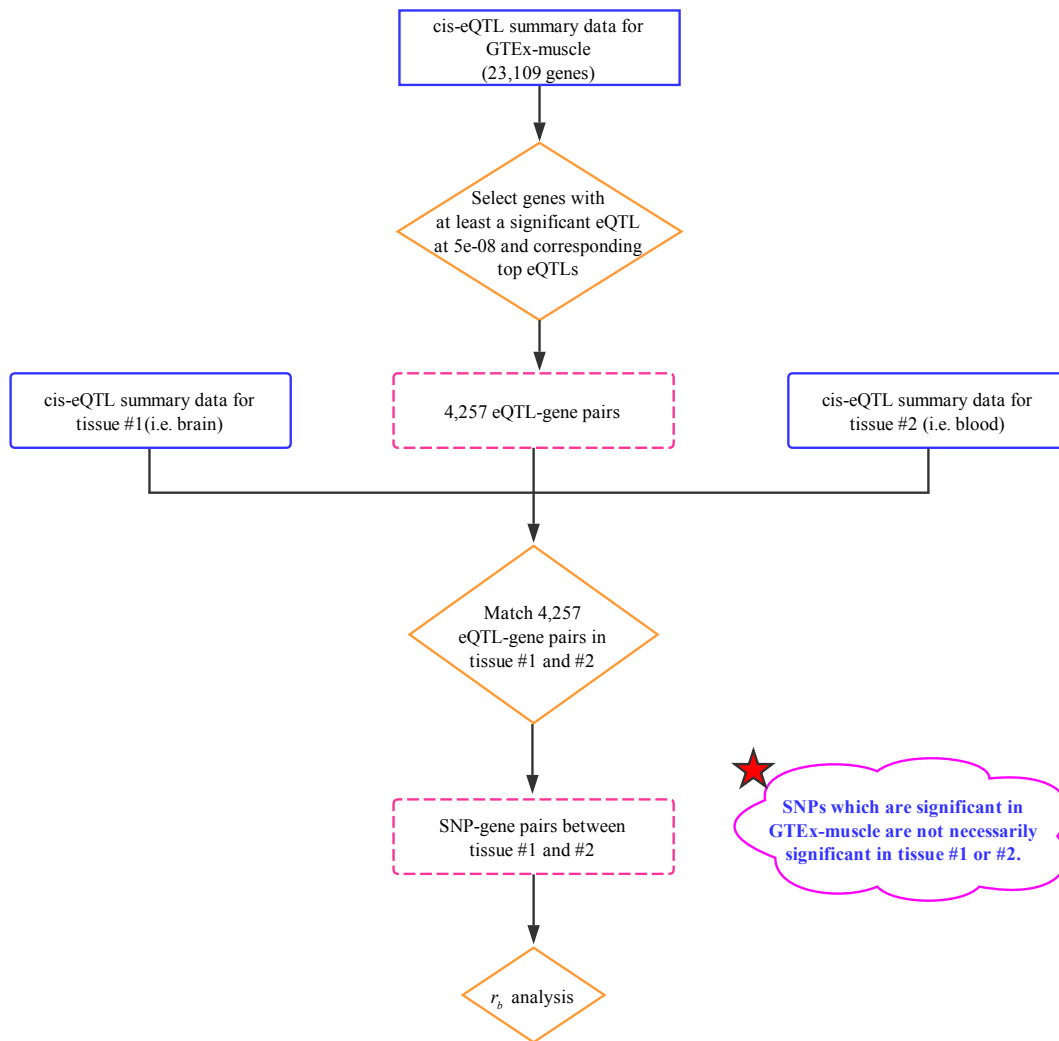 cis-eQTL summary data for
GTEx-muscle
(23,109 genes)
Select genes with
at least a significant eQTL
at 5e-08 and corresponding
top eQTLs
cis-eQTL summary data for
tissue #1(i.e. brain)
4,257 eQTL-gene pairs
cis-eQTL summary data for
tissue #2 (i.e. blood)
Match 4,257
eQTL-gene pairs in
tissue #1 and #2
SNP-gene pairs between
tissue #1 and #2
SNPs which are significant in
GTEx-muscle are not necessarily
significant in tissue #1 or #2.
r_b analysis